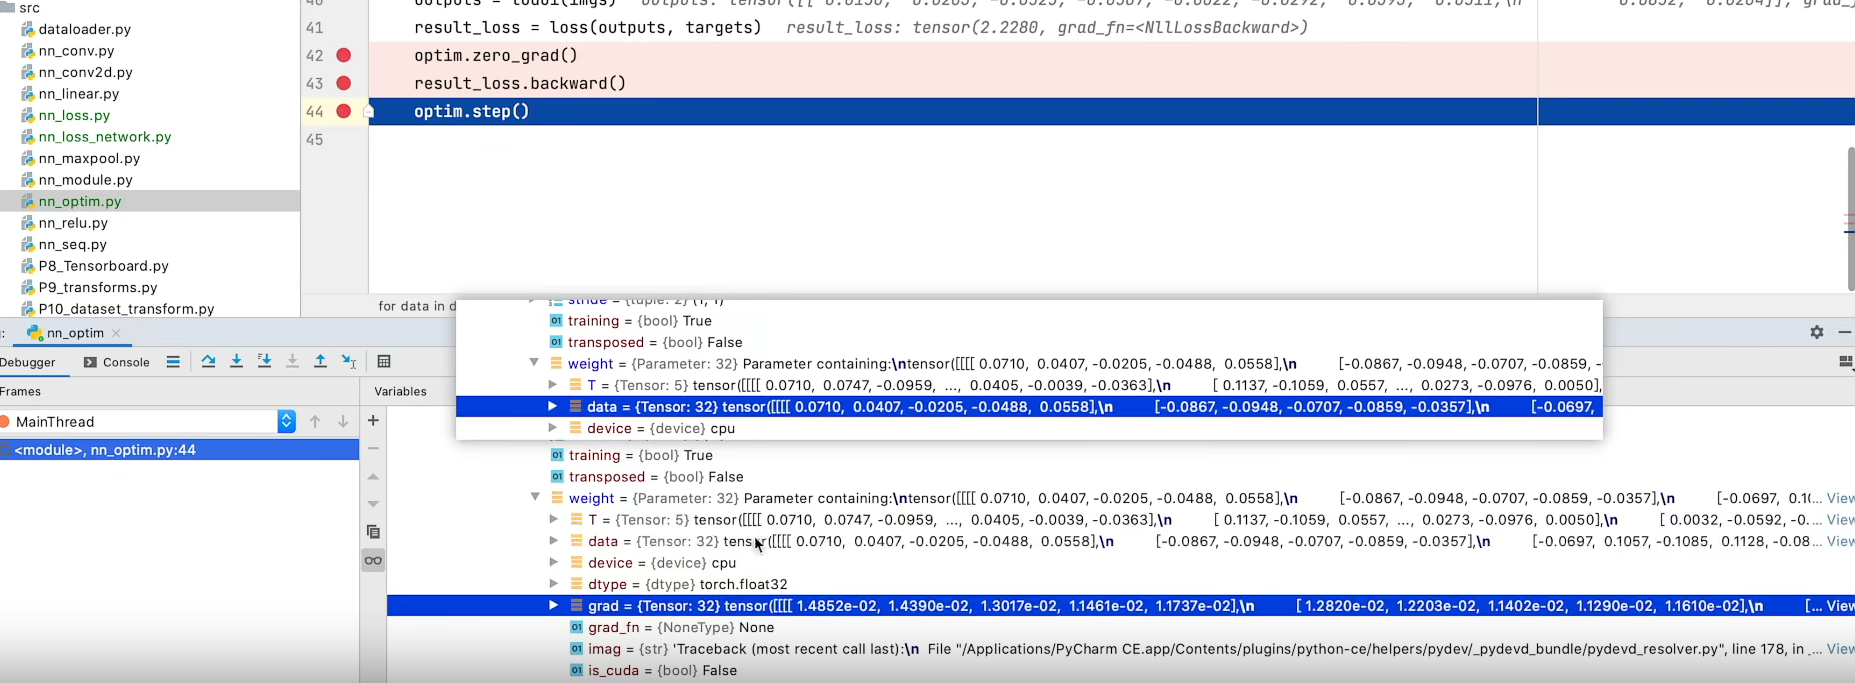 src
dataloader.py
nn_conv.py
nn_conv2d.py
nn_linear.py
nn_loss.py
nn_loss_network.py
nn_maxpool.py
nn_module.py
nn_optim.py
nn_relu.py
nn_seq.py
P8_Tensorboard.py
P9_transforms.py
P10_dataset_transform.py
41 result_loss = loss(outputs, targets) result_loss: tensor(2.2280, grad_fn=<NllLossBackward>)
42 optim.zero_grad()
43 result_loss.backward()
44 optim.step()
45
for data in d
nn_optim
Debugger Console
Frames
Variables
MainThread
<module>, nn_optim.py:44
stride = {tuple: 2} (1, 1)
training = {bool} True
transposed = {bool} False
weight = {Parameter: 32} Parameter containing:\ntensor([[[[ 0.0710, 0.0407, -0.0205, -0.0488, 0.0558],\n [-0.0867, -0.0948, -0.0707, -0.0859, -
T = {Tensor: 5} tensor([[[[ 0.0710, 0.0747, -0.0959, ..., 0.0405, -0.0039, -0.0363],\n [ 0.1137, -0.1059, 0.0557, ..., 0.0273, -0.0976, 0.0050],
data = {Tensor: 32} tensor([[[[ 0.0710, 0.0407, -0.0205, -0.0488, 0.0558],\n [-0.0867, -0.0948, -0.0707, -0.0859, -0.0357],\n [-0.0697,
device = {device} cpu
training = {bool} True
transposed = {bool} False
weight = {Parameter: 32} Parameter containing:\ntensor([[[[ 0.0710, 0.0407, -0.0205, -0.0488, 0.0558],\n [-0.0867, -0.0948, -0.0707, -0.0859, -0.0357],\n [-0.0697, 0.10... View
T = {Tensor: 5} tensor([[[[ 0.0710, 0.0747, -0.0959, ..., 0.0405, -0.0039, -0.0363],\n [ 0.1137, -0.1059, 0.0557, ..., 0.0273, -0.0976, 0.0050],\n [ 0.0032, -0.0592, -0.... View
data = {Tensor: 32} tensor([[[[ 0.0710, 0.0407, -0.0205, -0.0488, 0.0558],\n [-0.0867, -0.0948, -0.0707, -0.0859, -0.0357],\n [-0.0697, 0.1057, -0.1085, 0.1128, -0.08... View
device = {device} cpu
dtype = {dtype} torch.float32
grad = {Tensor: 32} tensor([[[[ 1.4852e-02, 1.4390e-02, 1.3017e-02, 1.1461e-02, 1.1737e-02],\n [ 1.2820e-02, 1.2203e-02, 1.1402e-02, 1.1290e-02, 1.1610e-02],\n [... View
grad_fn = {NoneType} None
imag = {str} 'Traceback (most recent call last):\n File "/Applications/PyCharm CE.app/Contents/plugins/python-ce/helpers/pydev/_pydevd_bundle/pydevd_resolver.py", line 178, in ... View
is_cuda = {bool} False